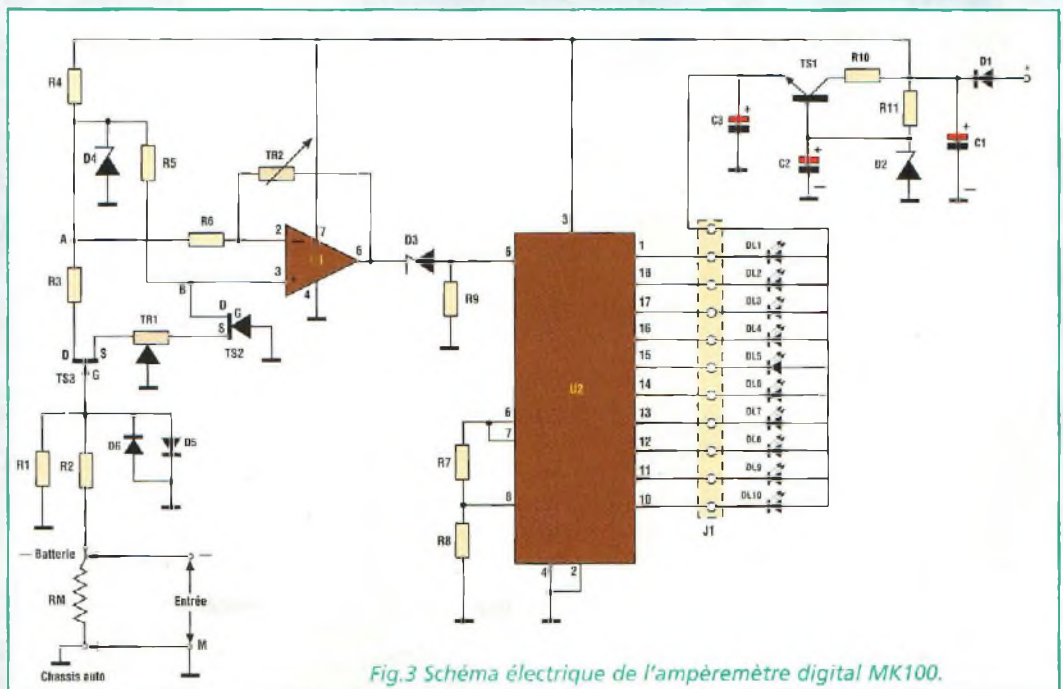 R4
D4
R5
TR2
A
R6
2
7
3
6
4
D3
R9
B
D
G
S
TS2
R3
D
S
TR1
TS3
G
R1
R2
D6
D5
— Batterie
—
RM
Entrée
M
Chassis auto
TS1
R10
D1
+
C3
+
R11
C2
+
—
D2
C1
+
—
3
5
U2
6
7
R7
8
R8
4
2
1
18
17
16
15
14
13
12
11
10
J1
DL1
DL2
DL3
DL4
DL5
DL6
DL7
DL8
DL9
DL10
Fig.3 Schéma électrique de l'ampèremètre digital MK100.